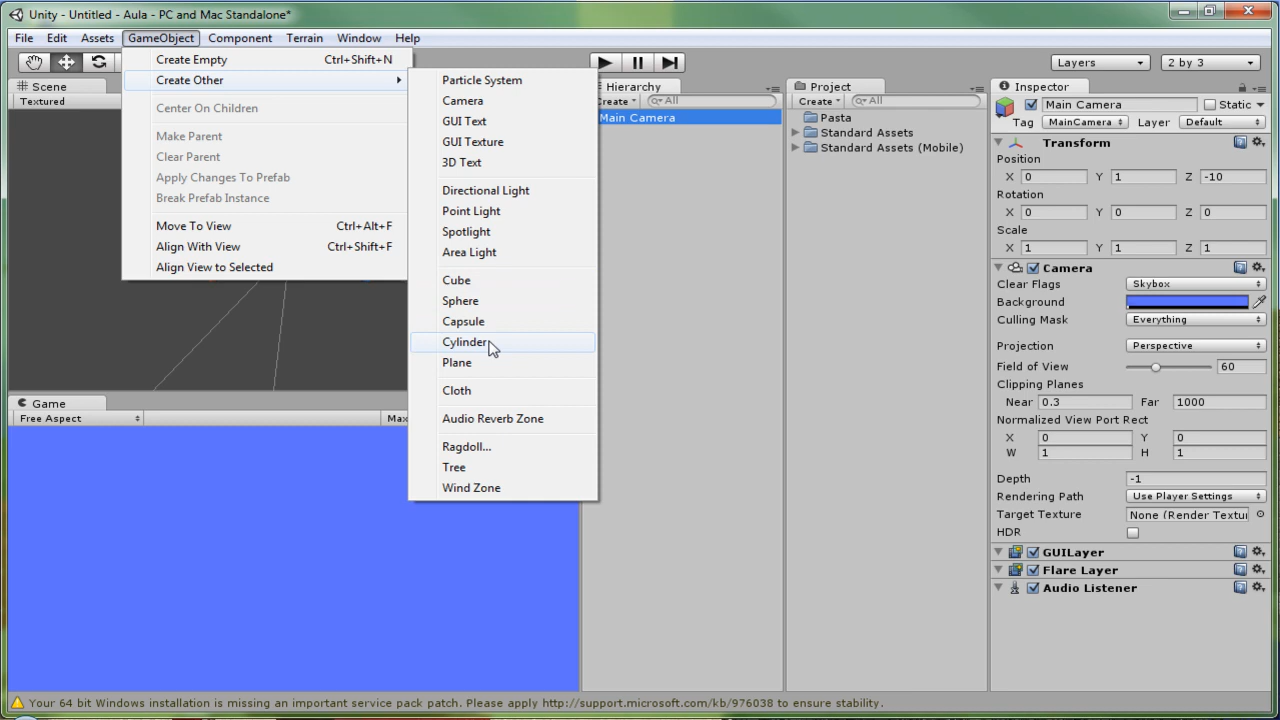 Unity - Untitled - Aula - PC and Mac Standalone*
File Edit Assets GameObject Component Terrain Window Help
Layers 2 by 3
Scene
Textured
Create Empty Ctrl+Shift+N
Create Other
Center On Children
Make Parent
Clear Parent
Apply Changes To Prefab
Break Prefab Instance
Move To View Ctrl+Alt+F
Align With View Ctrl+Shift+F
Align View to Selected
Particle System
Camera
GUI Text
GUI Texture
3D Text
Directional Light
Point Light
Spotlight
Area Light
Cube
Sphere
Capsule
Cylinder
Plane
Cloth
Audio Reverb Zone
Ragdoll...
Tree
Wind Zone
Game
Free Aspect Max
Hierarchy
Create All
Main Camera
Project
Create All
Pasta
Standard Assets
Standard Assets (Mobile)
Inspector
Main Camera Static
Tag MainCamera Layer Default
Transform
Position
X 0 Y 1 Z -10
Rotation
X 0 Y 0 Z 0
Scale
X 1 Y 1 Z 1
Camera
Clear Flags Skybox
Background
Culling Mask Everything
Projection Perspective
Field of View 60
Clipping Planes
Near 0.3 Far 1000
Normalized View Port Rect
X 0 Y 0
W 1 H 1
Depth -1
Rendering Path Use Player Settings
Target Texture None (Render Textu
HDR
GUILayer
Flare Layer
Audio Listener
Your 64 bit Windows installation is missing an important service pack patch. Please apply http://support.microsoft.com/kb/976038 to ensure stability.